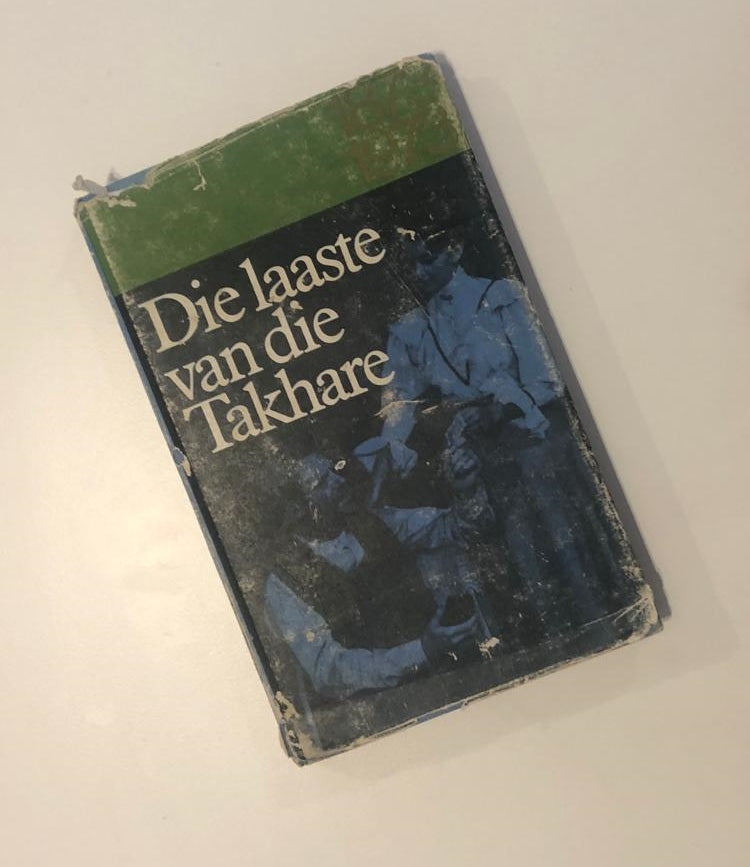 Die laaste
van die
Takhare